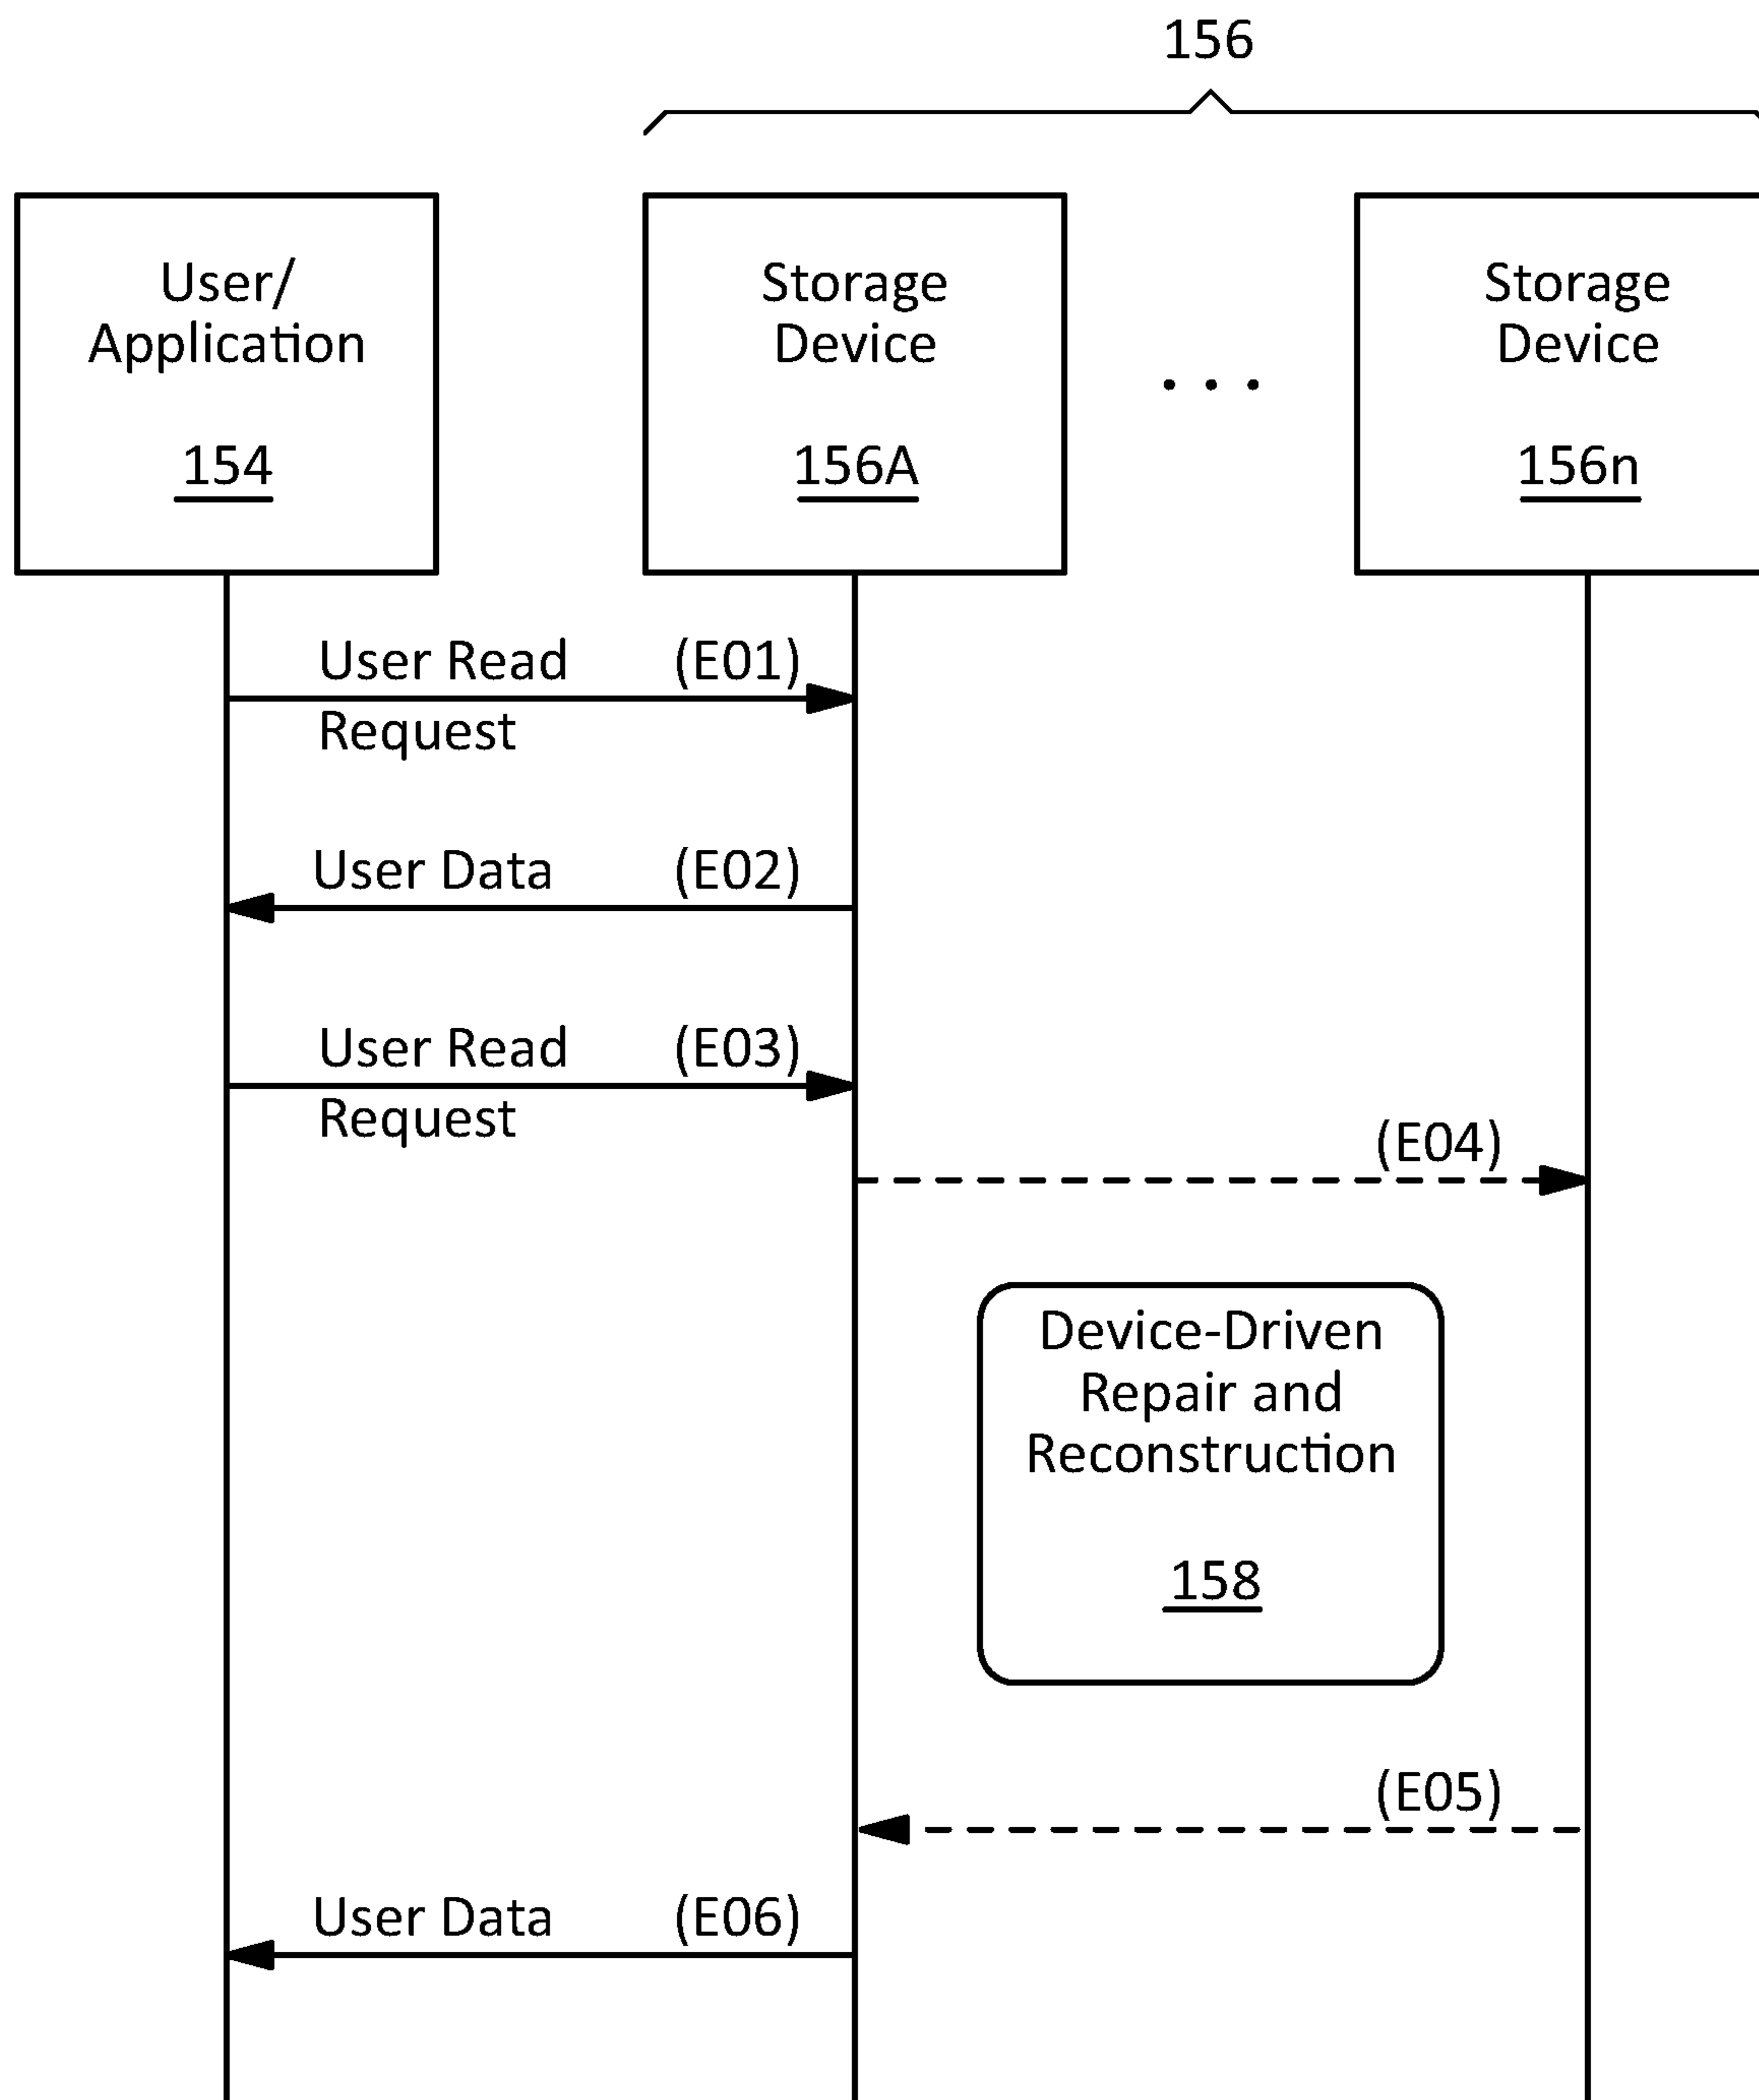 156
User/
Application
154
Storage
Device
156A
. . .
Storage
Device
156n
User Read (E01)
Request
User Data (E02)
User Read (E03)
Request
(E04)
Device-Driven
Repair and
Reconstruction
158
(E05)
User Data (E06)